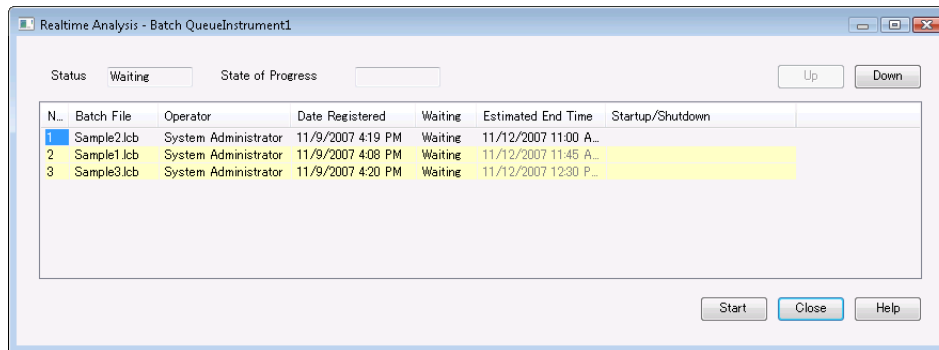 Realtime Analysis - Batch QueueInstrument1
Status Waiting State of Progress Up Down
N... Batch File Operator Date Registered Waiting Estimated End Time Startup/Shutdown
1 Sample2.lcb System Administrator 11/9/2007 4:19 PM Waiting 11/12/2007 11:00 A...
2 Sample1.lcb System Administrator 11/9/2007 4:08 PM Waiting 11/12/2007 11:45 A...
3 Sample3.lcb System Administrator 11/9/2007 4:20 PM Waiting 11/12/2007 12:30 P...
Start Close Help